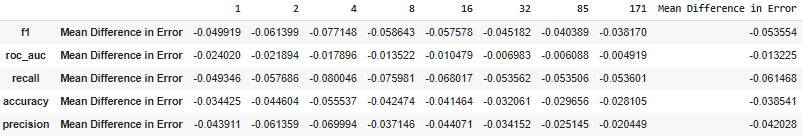 1 2 4 8 16 32 85 171 Mean Difference in Error
f1 Mean Difference in Error -0.049919 -0.061399 -0.077148 -0.058643 -0.057578 -0.045182 -0.040389 -0.038170 -0.053554
roc_auc Mean Difference in Error -0.024020 -0.021894 -0.017896 -0.013522 -0.010479 -0.006983 -0.006088 -0.004919 -0.013225
recall Mean Difference in Error -0.049346 -0.057686 -0.080046 -0.075981 -0.068017 -0.053562 -0.053506 -0.053601 -0.061468
accuracy Mean Difference in Error -0.034425 -0.044604 -0.055537 -0.042474 -0.041464 -0.032061 -0.029656 -0.028105 -0.038541
precision Mean Difference in Error -0.043911 -0.061359 -0.069994 -0.037146 -0.044071 -0.034152 -0.025145 -0.020449 -0.042028